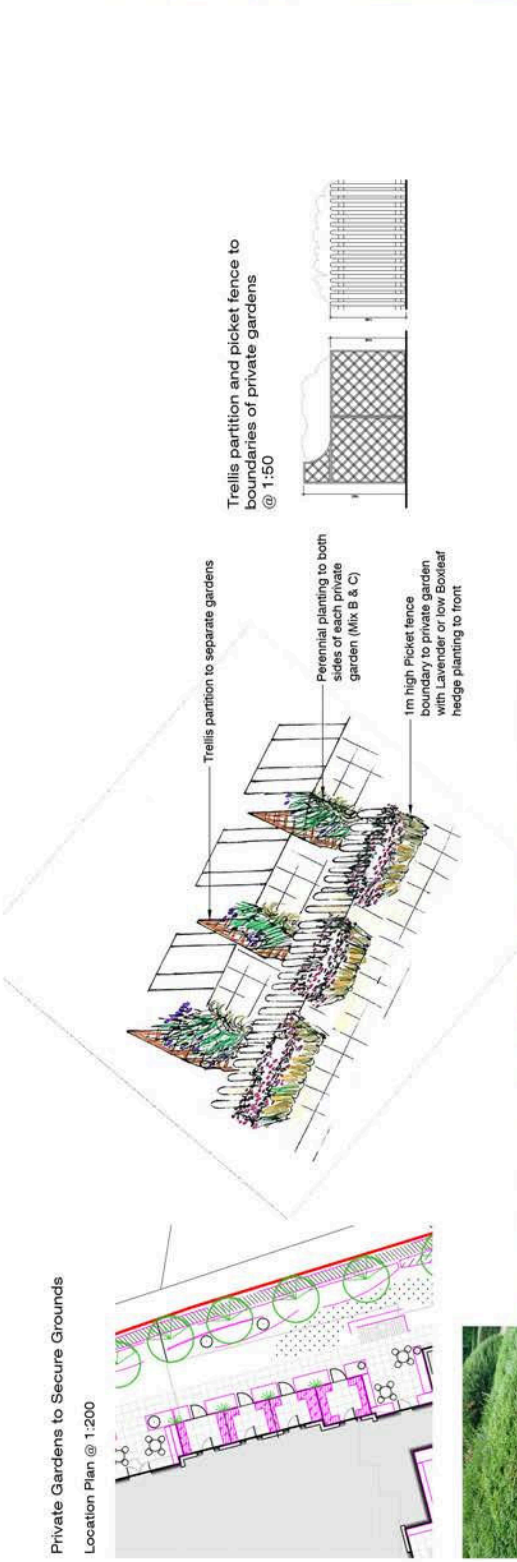 Private Gardens to Secure Grounds
Location Plan @ 1:200
Trellis partition to separate gardens
Perennial planting to both
sides of each private
garden (Mix B & C)
1m high Picket fence
boundary to private garden
with Lavender or low Boxleaf
hedge planting to front
Trellis partition and picket fence to
boundaries of private gardens
@ 1:50